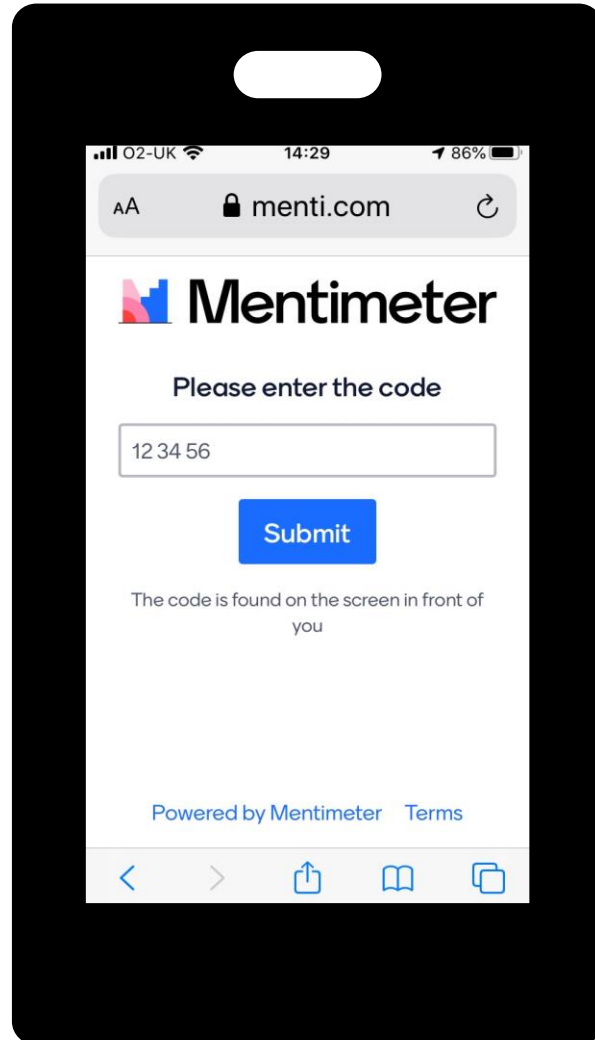 O2-UK 14:29 86%
AA menti.com
Mentimeter
Please enter the code
12 34 56
Submit
The code is found on the screen in front of
you
Powered by Mentimeter Terms